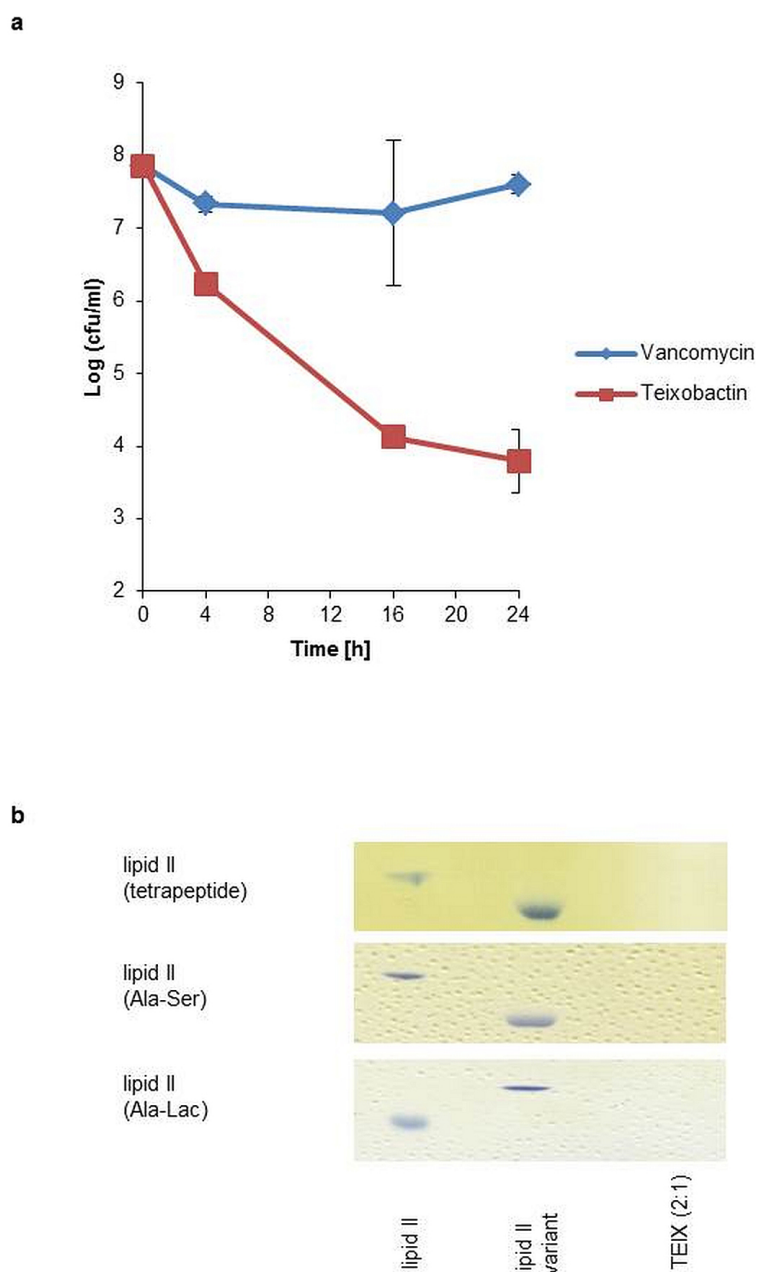 a
9
8
7
6
5
4
3
2
Log (cfu/ml)
0 4 8 12 16 20 24
Time [h]
Vancomycin
Teixobactin
b
lipid II
(tetrapeptide)
lipid II
(Ala-Ser)
lipid II
(Ala-Lac)
lipid II
ipid II
variant
TEIX (2:1)